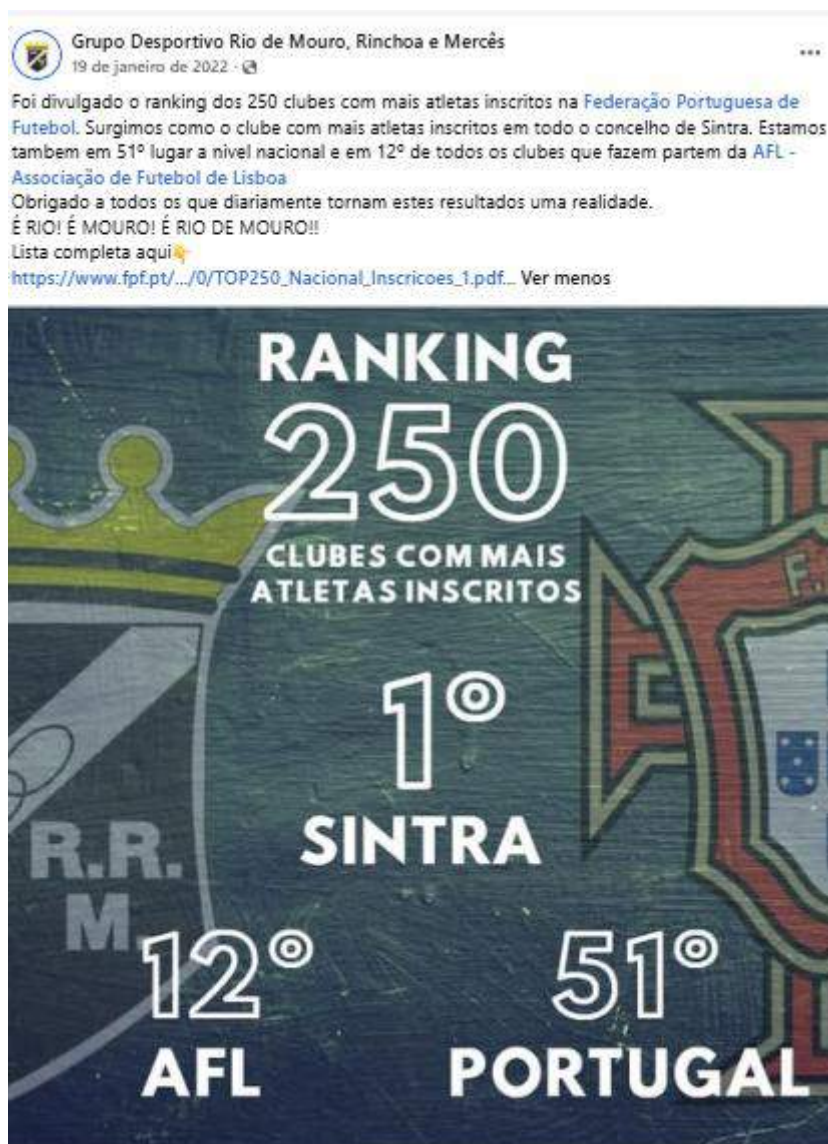 Grupo Desportivo Rio de Mouro, Rinchoa e Mercês
19 de janeiro de 2022 ·
Foi divulgado o ranking dos 250 clubes com mais atletas inscritos na Federação Portuguesa de
Futebol. Surgimos como o clube com mais atletas inscritos em todo o concelho de Sintra. Estamos
tambem em 51º lugar a nivel nacional e em 12º de todos os clubes que fazem partem da AFL -
Associação de Futebol de Lisboa
Obrigado a todos os que diariamente tornam estes resultados uma realidade.
É RIO! É MOURO! É RIO DE MOURO!!
Lista completa aqui👇
https://www.fpf.pt/.../0/TOP250_Nacional_Inscricoes_1.pdf... Ver menos
RANKING
250
CLUBES COM MAIS
ATLETAS INSCRITOS
F.
1º
SINTRA
R.R.
M.
12º
AFL
51º
PORTUGAL